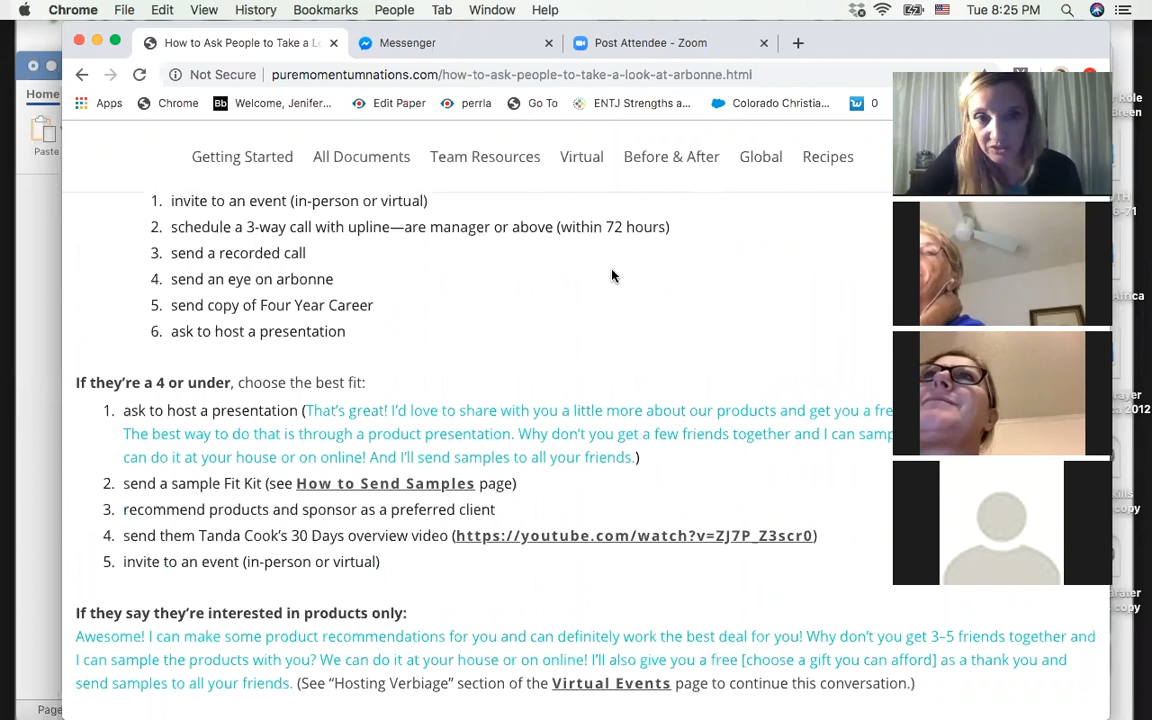 Chrome File Edit View History Bookmarks People Tab Window Help Tue 8:25 PM
How to Ask People to Take a L Messenger Post Attendee - Zoom
Not Secure puremomentumnations.com/how-to-ask-people-to-take-a-look-at-arbonne.html
Home
Apps Chrome Bb Welcome, Jenifer... Edit Paper perrla Go To ENTJ Strengths a... Colorado Christia... 0
Paste
Getting Started All Documents Team Resources Virtual Before & After Global Recipes
1. invite to an event (in-person or virtual)
2. schedule a 3-way call with upline—are manager or above (within 72 hours)
3. send a recorded call
4. send an eye on arbonne
5. send copy of Four Year Career
6. ask to host a presentation
If they're a 4 or under, choose the best fit:
1. ask to host a presentation (That's great! I'd love to share with you a little more about our products and get you a fre
The best way to do that is through a product presentation. Why don't you get a few friends together and I can samp
can do it at your house or on online! And I'll send samples to all your friends.)
2. send a sample Fit Kit (see How to Send Samples page)
3. recommend products and sponsor as a preferred client
4. send them Tanda Cook's 30 Days overview video (https://youtube.com/watch?v=ZJ7P_Z3scr0)
5. invite to an event (in-person or virtual)
If they say they're interested in products only:
Awesome! I can make some product recommendations for you and can definitely work the best deal for you! Why don't you get 3–5 friends together and
I can sample the products with you? We can do it at your house or on online! I'll also give you a free [choose a gift you can afford] as a thank you and
send samples to all your friends. (See "Hosting Verbiage" section of the Virtual Events page to continue this conversation.)
Page
Role
6-71
Africa
2012
copy
copy